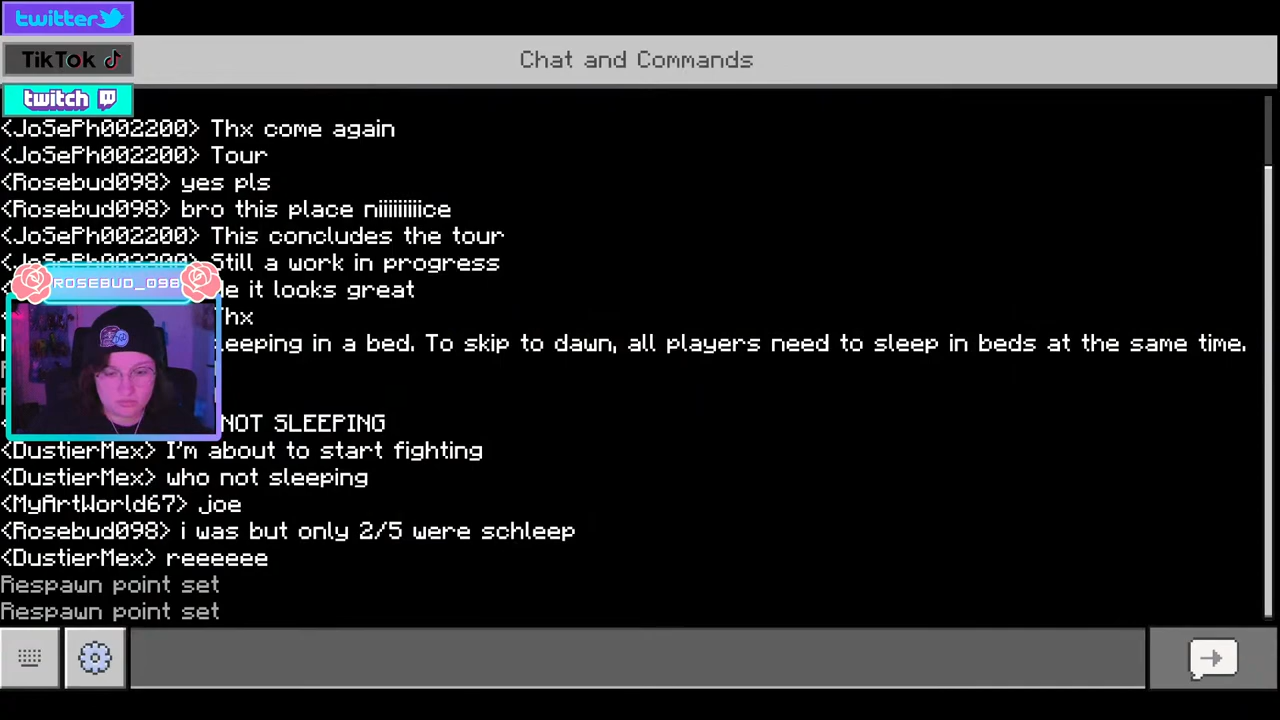 twitter
TikTok
Chat and Commands
twitch
<JoSePh002200> Thx come again
<JoSePh002200> Tour
<Rosebud098> yes pls
<Rosebud098> bro this place niiiiiiiiice
<JoSePh002200> This concludes the tour
<JoSePh002200> Still a work in progress
ROSEBUD_098
it looks great
Thx
eeping in a bed. To skip to dawn, all players need to sleep in beds at the same time.
NOT SLEEPING
<DustierMex> I'm about to start fighting
<DustierMex> who not sleeping
<MyArtWorld67> joe
<Rosebud098> i was but only 2/5 were schleep
<DustierMex> reeeeee
Respawn point set
Respawn point set